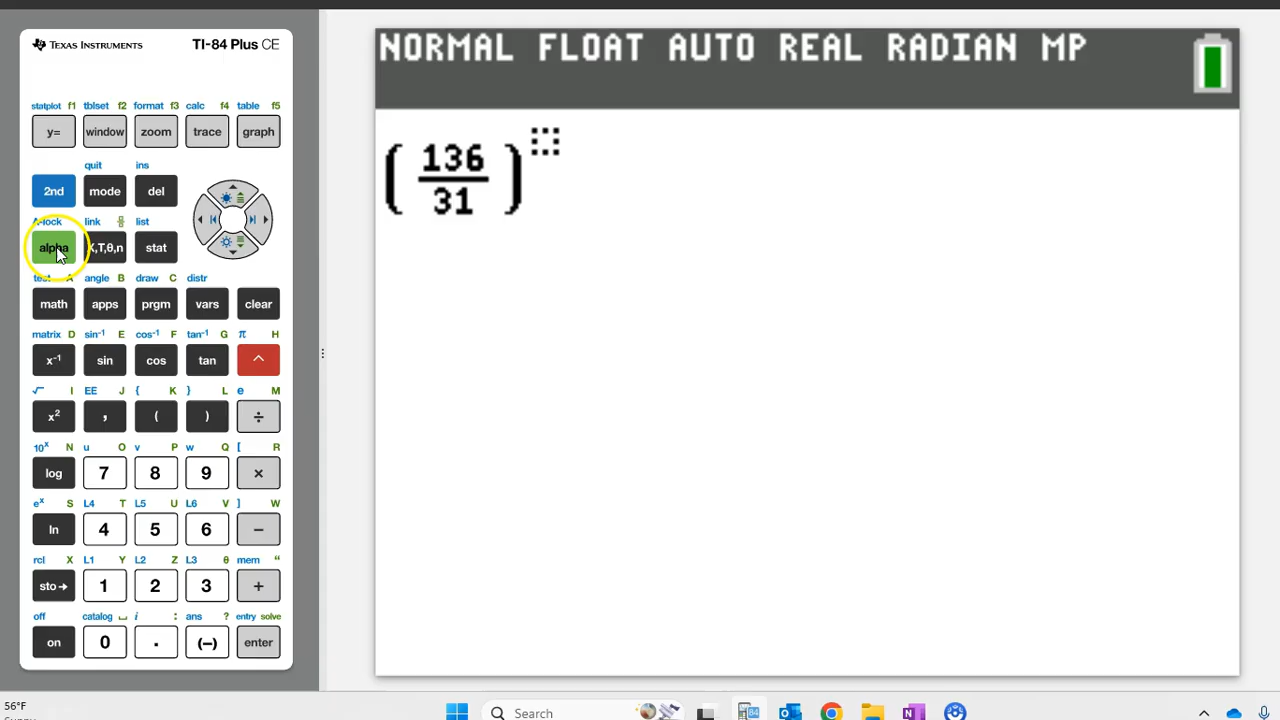 TEXAS INSTRUMENTS TI-84 Plus CE
NORMAL FLOAT AUTO REAL RADIAN MP
statplot f1 tblset f2 format f3 calc f4 table f5
y= window zoom trace graph
(136/31)
quit ins
2nd mode del
A-lock link list
alpha X,T,θ,n stat
test A angle B draw C distr
math apps prgm vars clear
matrix D sin⁻¹ E cos⁻¹ F tan⁻¹ G π H
x⁻¹ sin cos tan ^
√ I EE J { K } L e M
x² , ( ) ÷
10ˣ N u O v P w Q [ R
log 7 8 9 ×
eˣ S L4 T L5 U L6 V ] W
ln 4 5 6 −
rcl X L1 Y L2 Z L3 θ mem “
sto→ 1 2 3 +
off catalog ⎵ i : ans ? entry solve
on 0 . (−) enter
56°F
Search